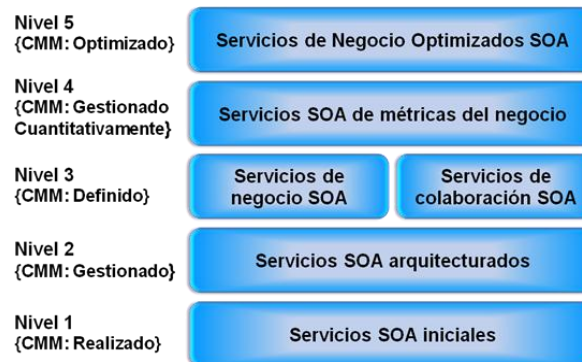 Nivel 5
{CMM: Optimizado}
Servicios de Negocio Optimizados SOA
Nivel 4
{CMM: Gestionado
Cuantitativamente}
Servicios SOA de métricas del negocio
Nivel 3
{CMM: Definido}
Servicios de
negocio SOA
Servicios de
colaboración SOA
Nivel 2
{CMM: Gestionado}
Servicios SOA arquitecturados
Nivel 1
{CMM: Realizado}
Servicios SOA iniciales